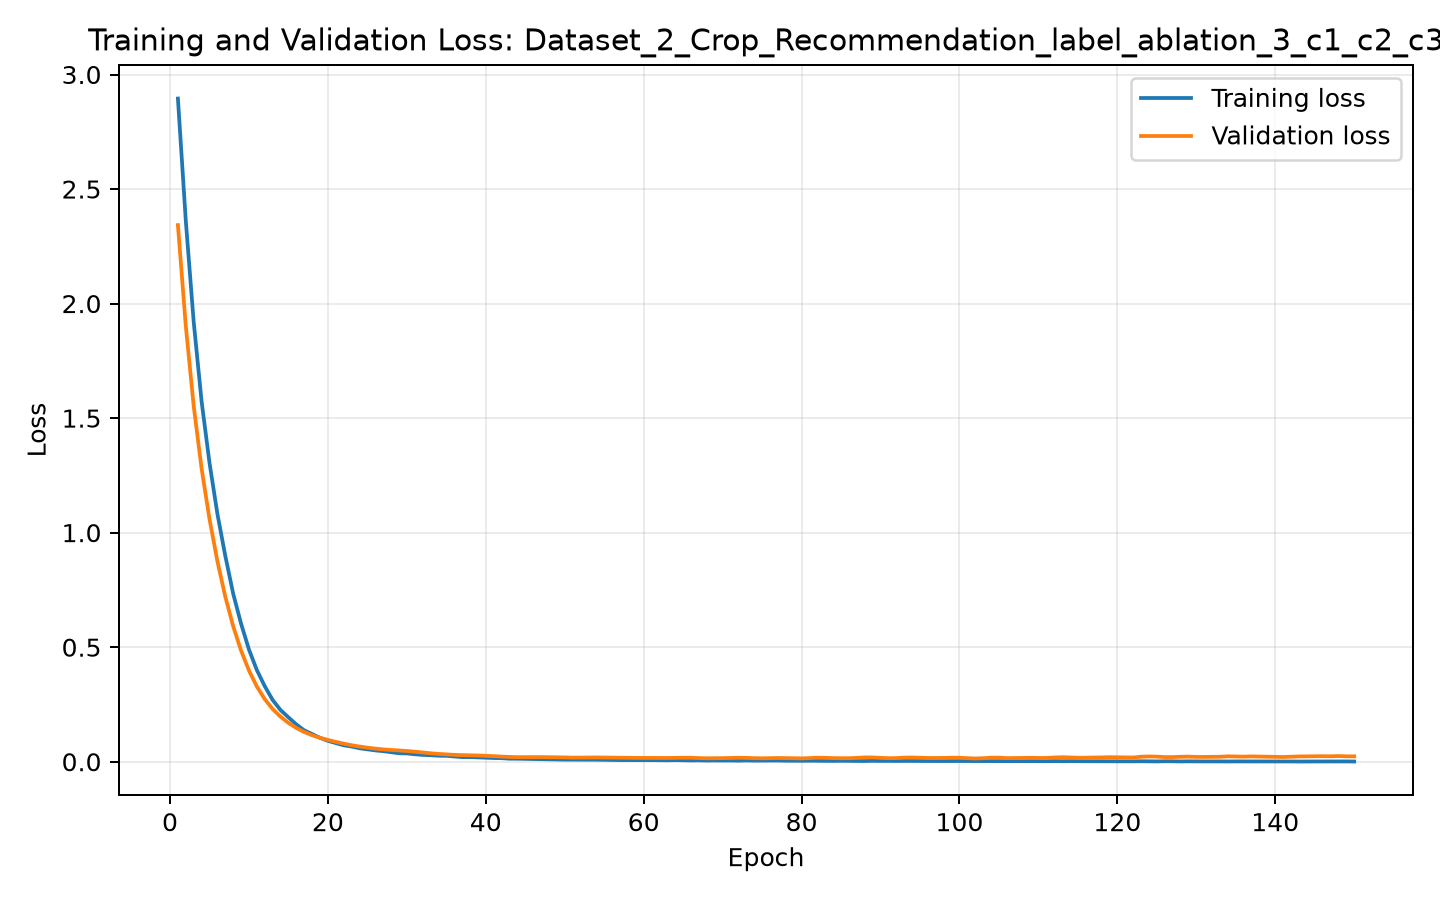 Training and Validation Loss: Dataset_2_Crop_Recommendation_label_ablation_3_c1_c2_c3
3.0
2.5
2.0
1.5
1.0
0.5
0.0
Loss
Training loss
Validation loss
0 20 40 60 80 100 120 140
Epoch